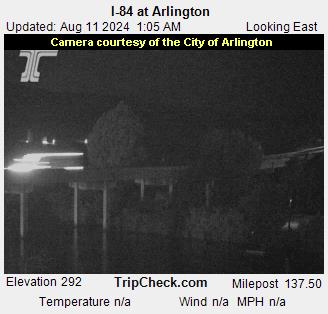 I-84 at Arlington
Updated: Aug 11 2024 1:05 AM Looking East
Camera courtesy of the City of Arlington
Elevation 292 TripCheck.com Milepost 137.50
Temperature n/a Wind n/a MPH n/a